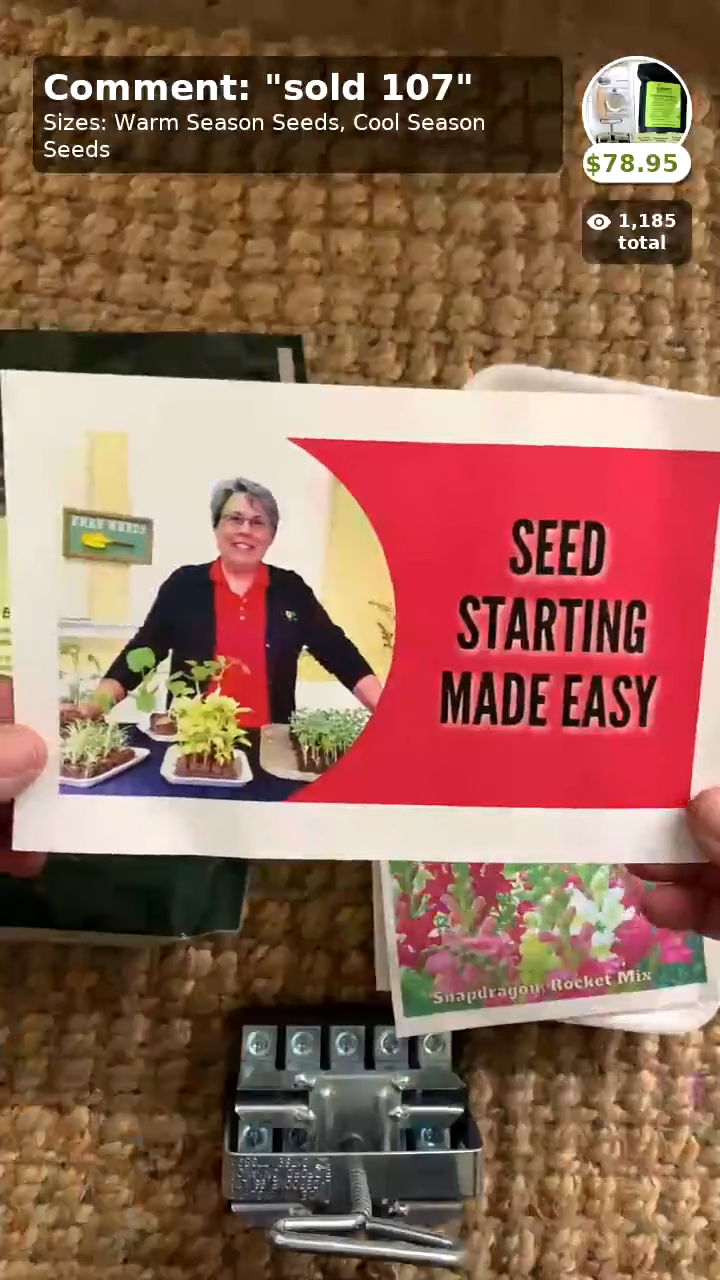 Comment: "sold 107"
Sizes: Warm Season Seeds, Cool Season
Seeds
$78.95
1,185
total
SEED
STARTING
MADE EASY
Snapdragon, Rocket Mix